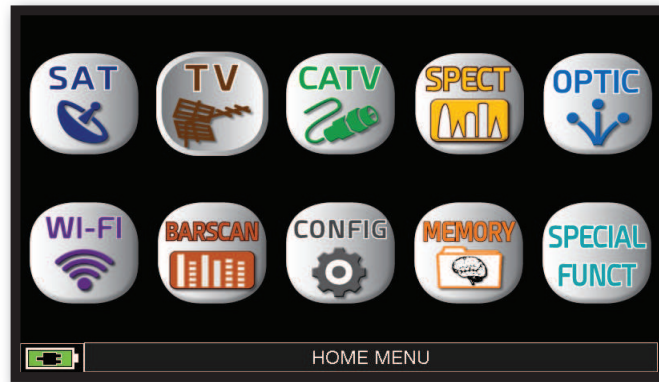 SAT
TV
CATV
SPECT
OPTIC
WI-FI
BARSCAN
CONFIG
MEMORY
SPECIAL
FUNCT
HOME MENU